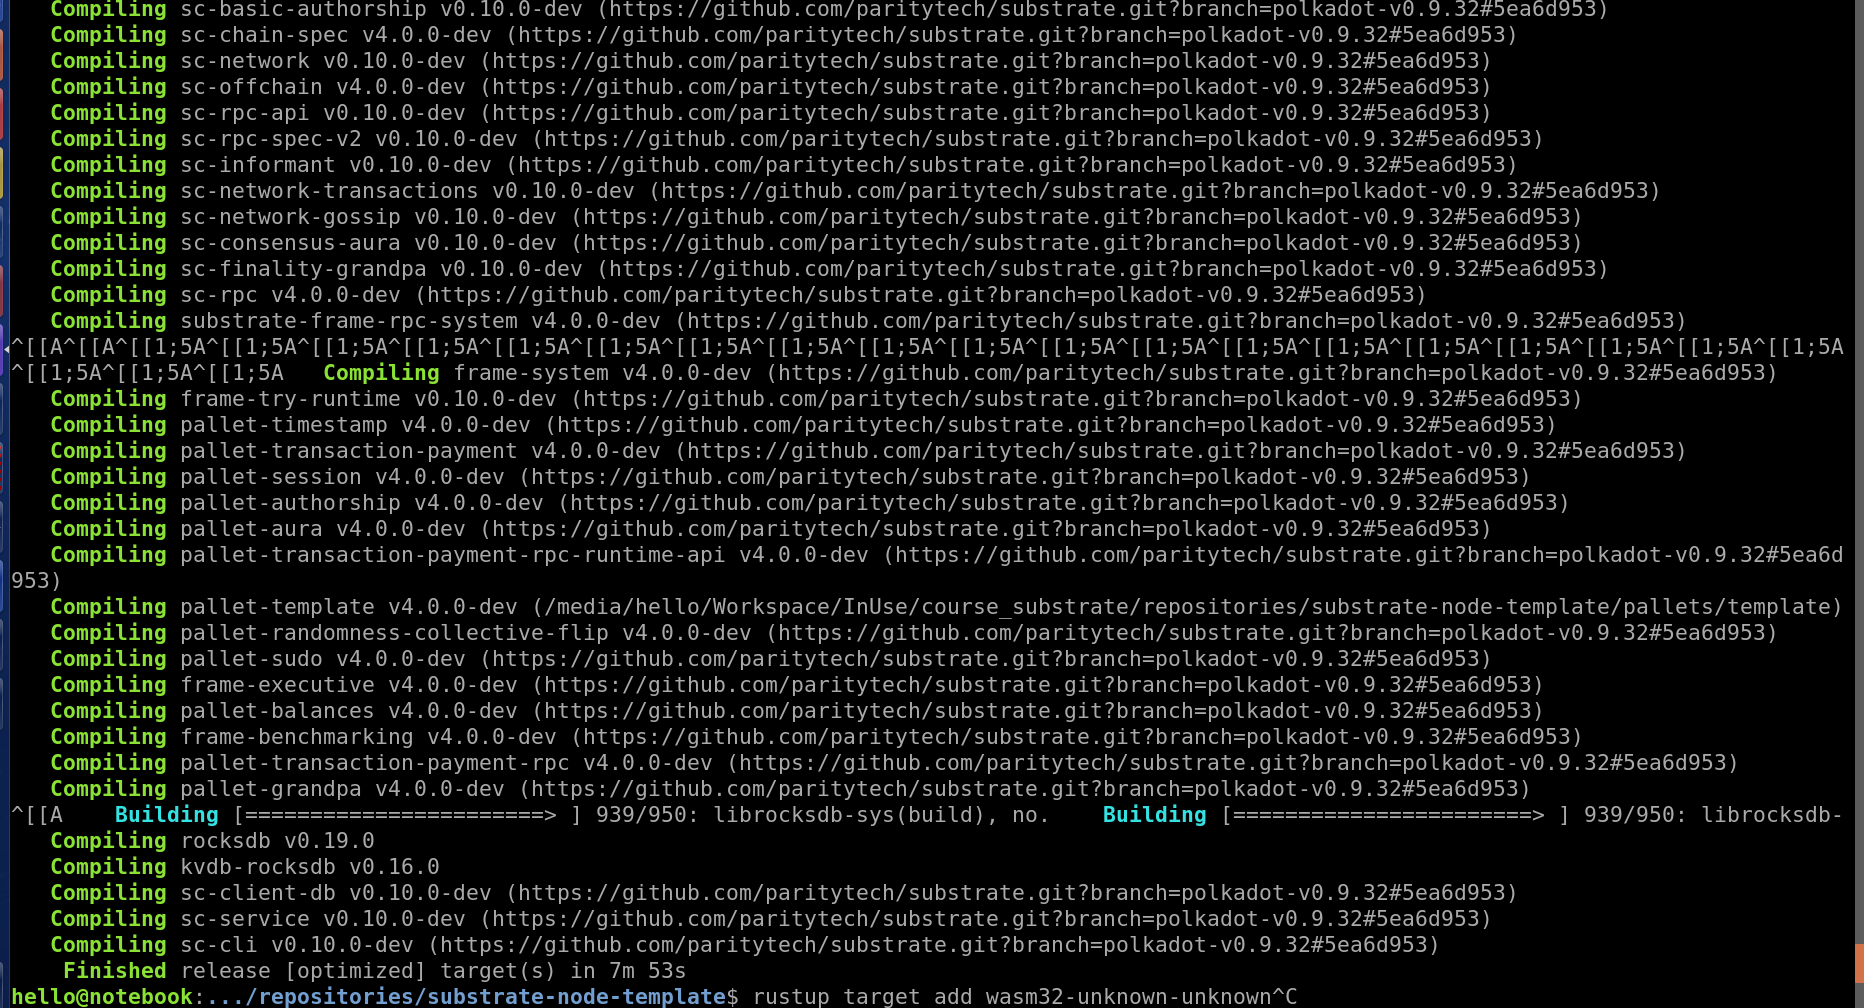 Compiling sc-basic-authorship v0.10.0-dev (https://github.com/paritytech/substrate.git?branch=polkadot-v0.9.32#5ea6d953)
Compiling sc-chain-spec v4.0.0-dev (https://github.com/paritytech/substrate.git?branch=polkadot-v0.9.32#5ea6d953)
Compiling sc-network v0.10.0-dev (https://github.com/paritytech/substrate.git?branch=polkadot-v0.9.32#5ea6d953)
Compiling sc-offchain v4.0.0-dev (https://github.com/paritytech/substrate.git?branch=polkadot-v0.9.32#5ea6d953)
Compiling sc-rpc-api v0.10.0-dev (https://github.com/paritytech/substrate.git?branch=polkadot-v0.9.32#5ea6d953)
Compiling sc-rpc-spec-v2 v0.10.0-dev (https://github.com/paritytech/substrate.git?branch=polkadot-v0.9.32#5ea6d953)
Compiling sc-informant v0.10.0-dev (https://github.com/paritytech/substrate.git?branch=polkadot-v0.9.32#5ea6d953)
Compiling sc-network-transactions v0.10.0-dev (https://github.com/paritytech/substrate.git?branch=polkadot-v0.9.32#5ea6d953)
Compiling sc-network-gossip v0.10.0-dev (https://github.com/paritytech/substrate.git?branch=polkadot-v0.9.32#5ea6d953)
Compiling sc-consensus-aura v0.10.0-dev (https://github.com/paritytech/substrate.git?branch=polkadot-v0.9.32#5ea6d953)
Compiling sc-finality-grandpa v0.10.0-dev (https://github.com/paritytech/substrate.git?branch=polkadot-v0.9.32#5ea6d953)
Compiling sc-rpc v4.0.0-dev (https://github.com/paritytech/substrate.git?branch=polkadot-v0.9.32#5ea6d953)
Compiling substrate-frame-rpc-system v4.0.0-dev (https://github.com/paritytech/substrate.git?branch=polkadot-v0.9.32#5ea6d953)
^[[A^[[A^[[1;5A^[[1;5A^[[1;5A^[[1;5A^[[1;5A^[[1;5A^[[1;5A^[[1;5A^[[1;5A^[[1;5A^[[1;5A^[[1;5A^[[1;5A^[[1;5A^[[1;5A^[[1;5A^[[1;5A^[[1;5A^[[1;5A
^[[1;5A^[[1;5A^[[1;5A   Compiling frame-system v4.0.0-dev (https://github.com/paritytech/substrate.git?branch=polkadot-v0.9.32#5ea6d953)
Compiling frame-try-runtime v0.10.0-dev (https://github.com/paritytech/substrate.git?branch=polkadot-v0.9.32#5ea6d953)
Compiling pallet-timestamp v4.0.0-dev (https://github.com/paritytech/substrate.git?branch=polkadot-v0.9.32#5ea6d953)
Compiling pallet-transaction-payment v4.0.0-dev (https://github.com/paritytech/substrate.git?branch=polkadot-v0.9.32#5ea6d953)
Compiling pallet-session v4.0.0-dev (https://github.com/paritytech/substrate.git?branch=polkadot-v0.9.32#5ea6d953)
Compiling pallet-authorship v4.0.0-dev (https://github.com/paritytech/substrate.git?branch=polkadot-v0.9.32#5ea6d953)
Compiling pallet-aura v4.0.0-dev (https://github.com/paritytech/substrate.git?branch=polkadot-v0.9.32#5ea6d953)
Compiling pallet-transaction-payment-rpc-runtime-api v4.0.0-dev (https://github.com/paritytech/substrate.git?branch=polkadot-v0.9.32#5ea6d
953)
Compiling pallet-template v4.0.0-dev (/media/hello/Workspace/InUse/course_substrate/repositories/substrate-node-template/pallets/template)
Compiling pallet-randomness-collective-flip v4.0.0-dev (https://github.com/paritytech/substrate.git?branch=polkadot-v0.9.32#5ea6d953)
Compiling pallet-sudo v4.0.0-dev (https://github.com/paritytech/substrate.git?branch=polkadot-v0.9.32#5ea6d953)
Compiling frame-executive v4.0.0-dev (https://github.com/paritytech/substrate.git?branch=polkadot-v0.9.32#5ea6d953)
Compiling pallet-balances v4.0.0-dev (https://github.com/paritytech/substrate.git?branch=polkadot-v0.9.32#5ea6d953)
Compiling frame-benchmarking v4.0.0-dev (https://github.com/paritytech/substrate.git?branch=polkadot-v0.9.32#5ea6d953)
Compiling pallet-transaction-payment-rpc v4.0.0-dev (https://github.com/paritytech/substrate.git?branch=polkadot-v0.9.32#5ea6d953)
Compiling pallet-grandpa v4.0.0-dev (https://github.com/paritytech/substrate.git?branch=polkadot-v0.9.32#5ea6d953)
^[[A    Building [=======================> ] 939/950: librocksdb-sys(build), no.    Building [=======================> ] 939/950: librocksdb-
Compiling rocksdb v0.19.0
Compiling kvdb-rocksdb v0.16.0
Compiling sc-client-db v0.10.0-dev (https://github.com/paritytech/substrate.git?branch=polkadot-v0.9.32#5ea6d953)
Compiling sc-service v0.10.0-dev (https://github.com/paritytech/substrate.git?branch=polkadot-v0.9.32#5ea6d953)
Compiling sc-cli v0.10.0-dev (https://github.com/paritytech/substrate.git?branch=polkadot-v0.9.32#5ea6d953)
Finished release [optimized] target(s) in 7m 53s
hello@notebook:.../repositories/substrate-node-template$ rustup target add wasm32-unknown-unknown^C